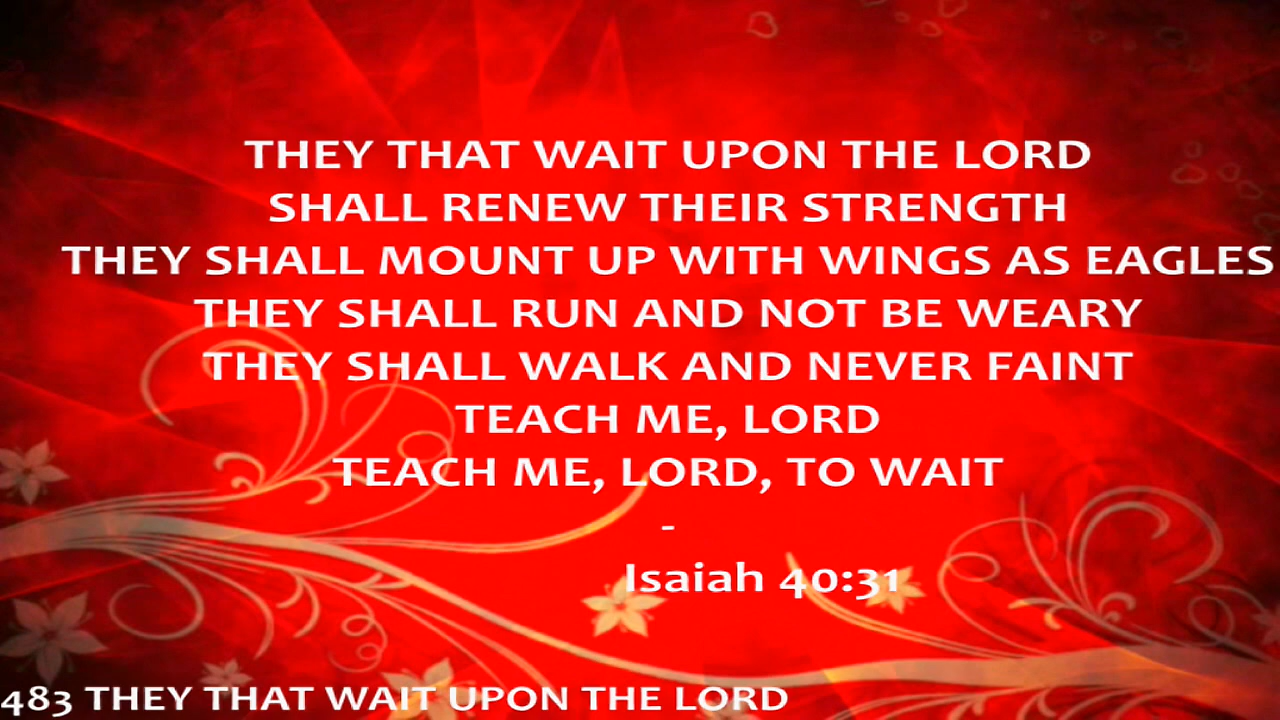 THEY THAT WAIT UPON THE LORD
SHALL RENEW THEIR STRENGTH
THEY SHALL MOUNT UP WITH WINGS AS EAGLES
THEY SHALL RUN AND NOT BE WEARY
THEY SHALL WALK AND NEVER FAINT
TEACH ME, LORD
TEACH ME, LORD, TO WAIT
-
Isaiah 40:31
483 THEY THAT WAIT UPON THE LORD